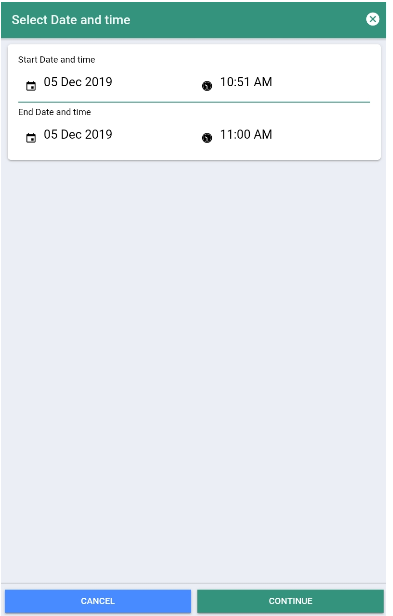 Select Date and time
Start Date and time
05 Dec 2019 10:51 AM
End Date and time
05 Dec 2019 11:00 AM
CANCEL CONTINUE